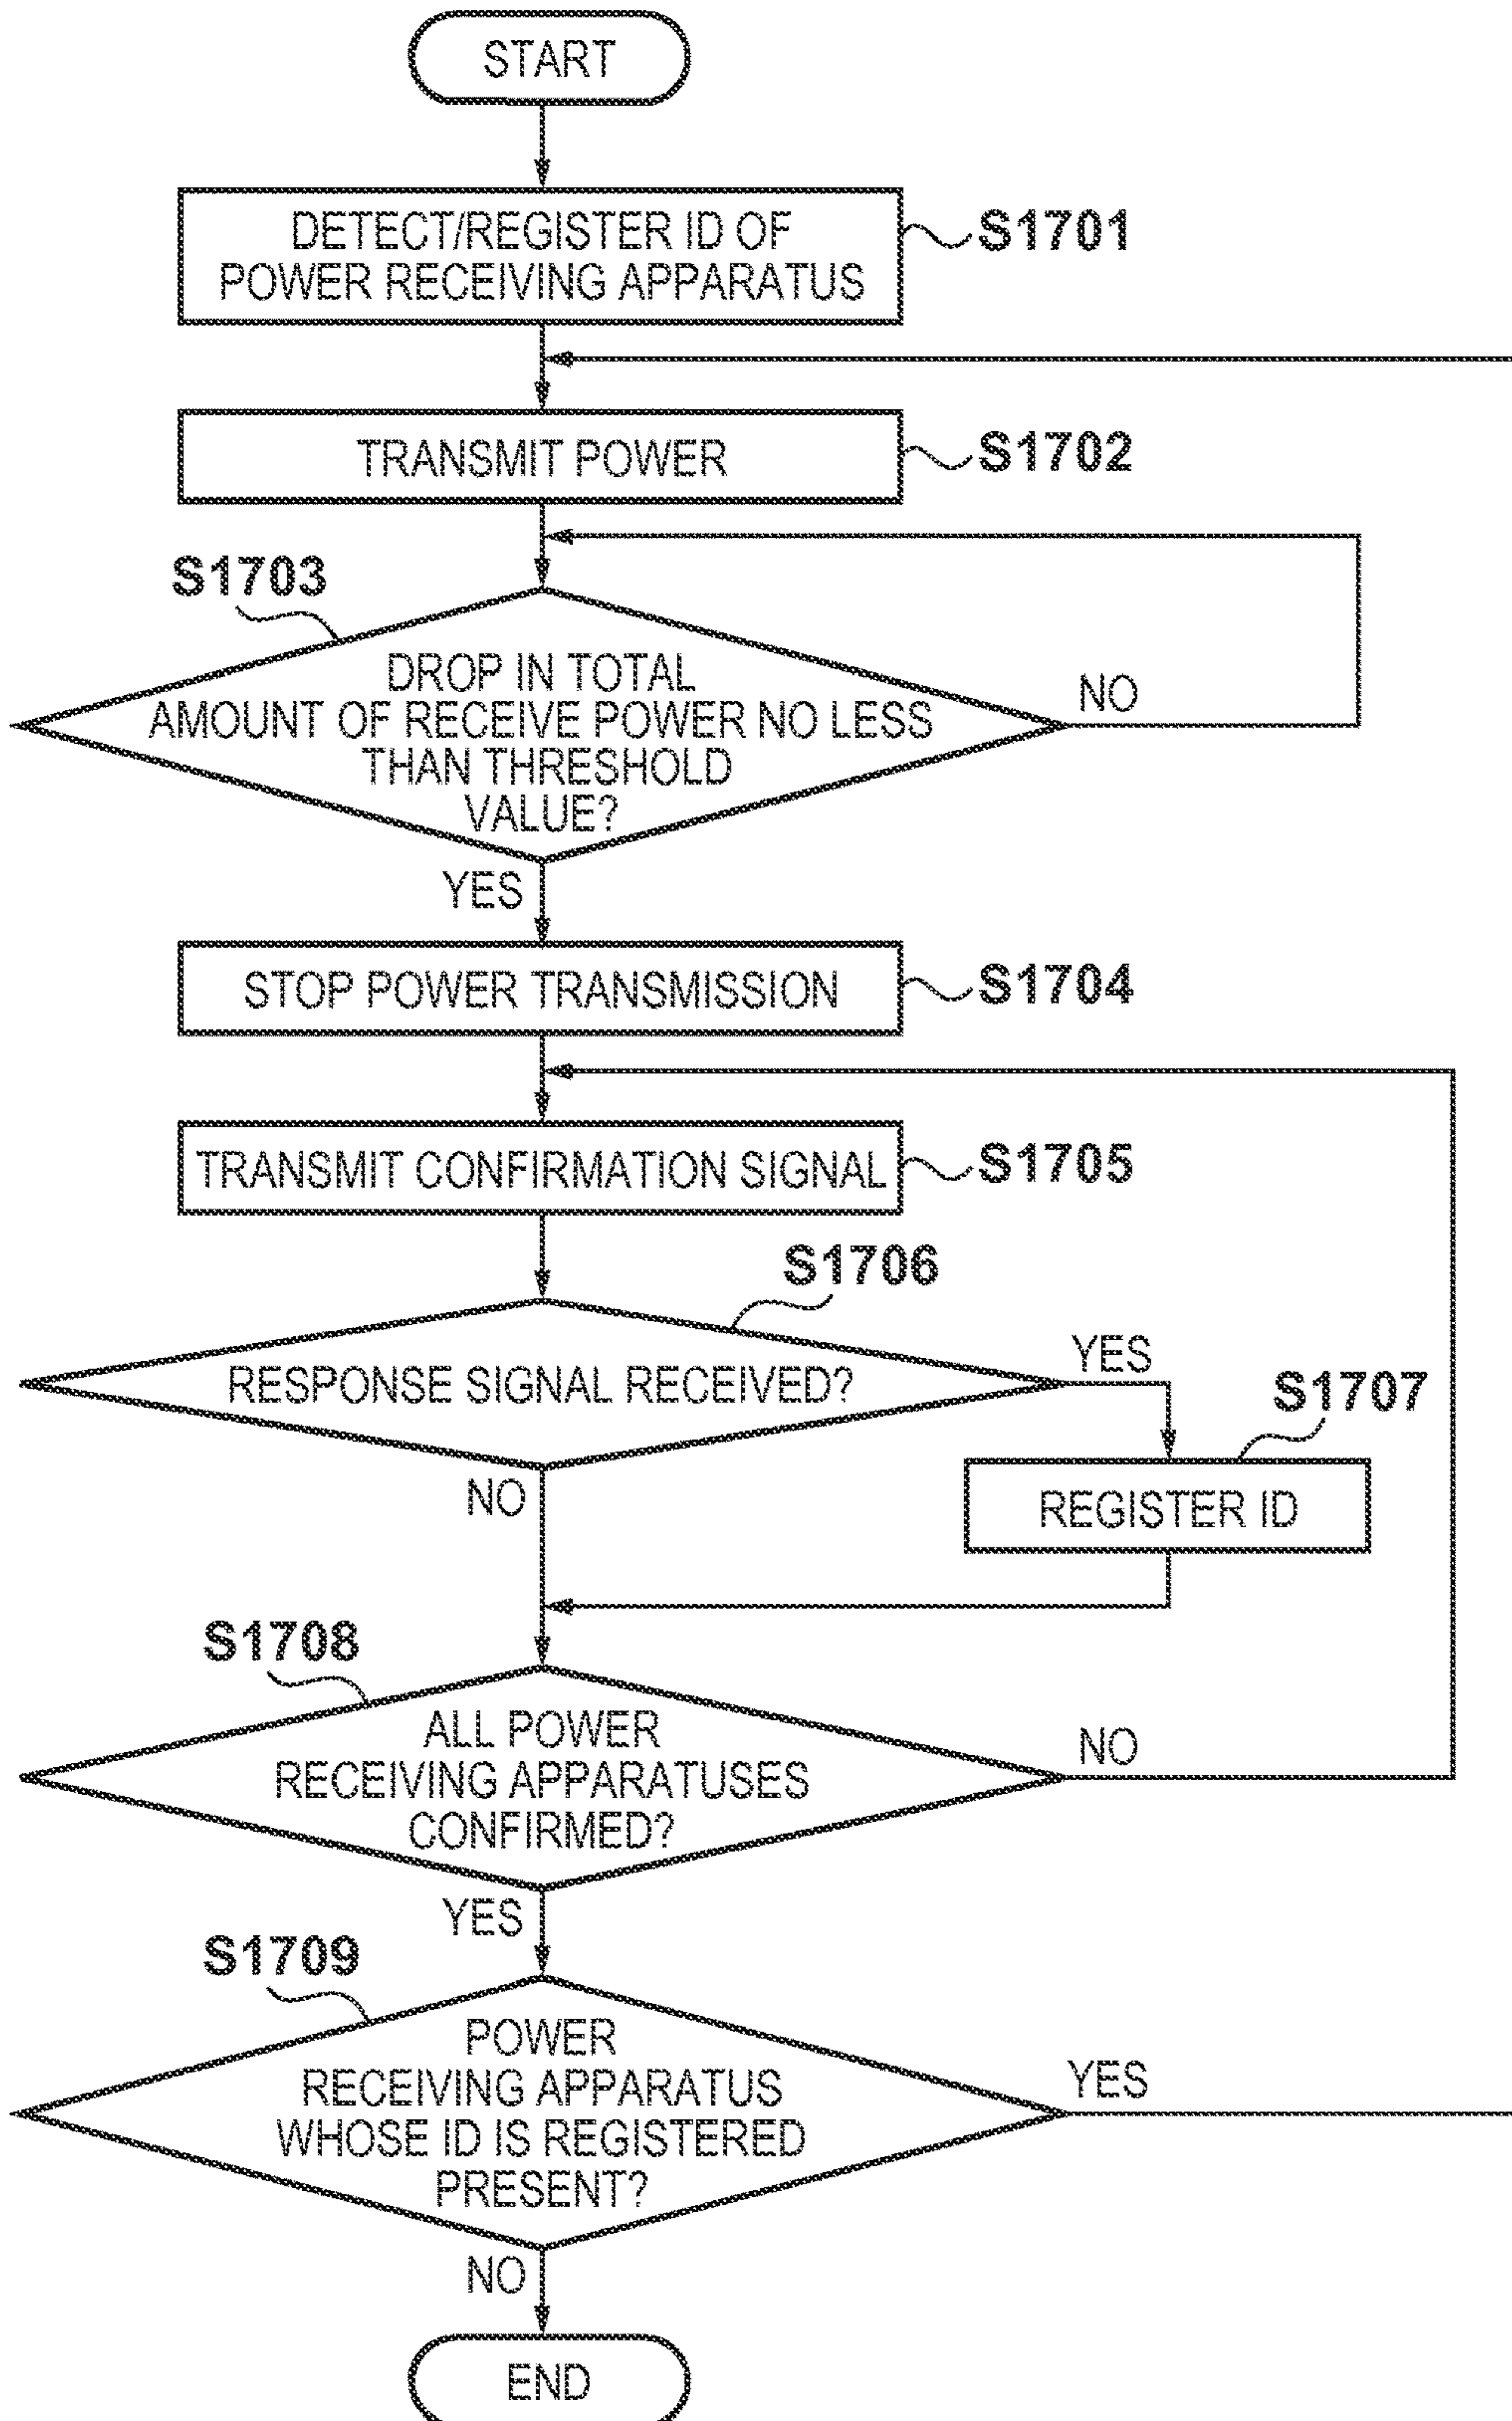 START
DETECT/REGISTER ID OF
POWER RECEIVING APPARATUS
S1701
TRANSMIT POWER
S1702
S1703
DROP IN TOTAL
AMOUNT OF RECEIVE POWER NO LESS
THAN THRESHOLD
VALUE?
NO
YES
STOP POWER TRANSMISSION
S1704
TRANSMIT CONFIRMATION SIGNAL
S1705
S1706
RESPONSE SIGNAL RECEIVED?
YES
S1707
NO
REGISTER ID
S1708
ALL POWER
RECEIVING APPARATUSES
CONFIRMED?
NO
YES
S1709
POWER
RECEIVING APPARATUS
WHOSE ID IS REGISTERED
PRESENT?
YES
NO
END